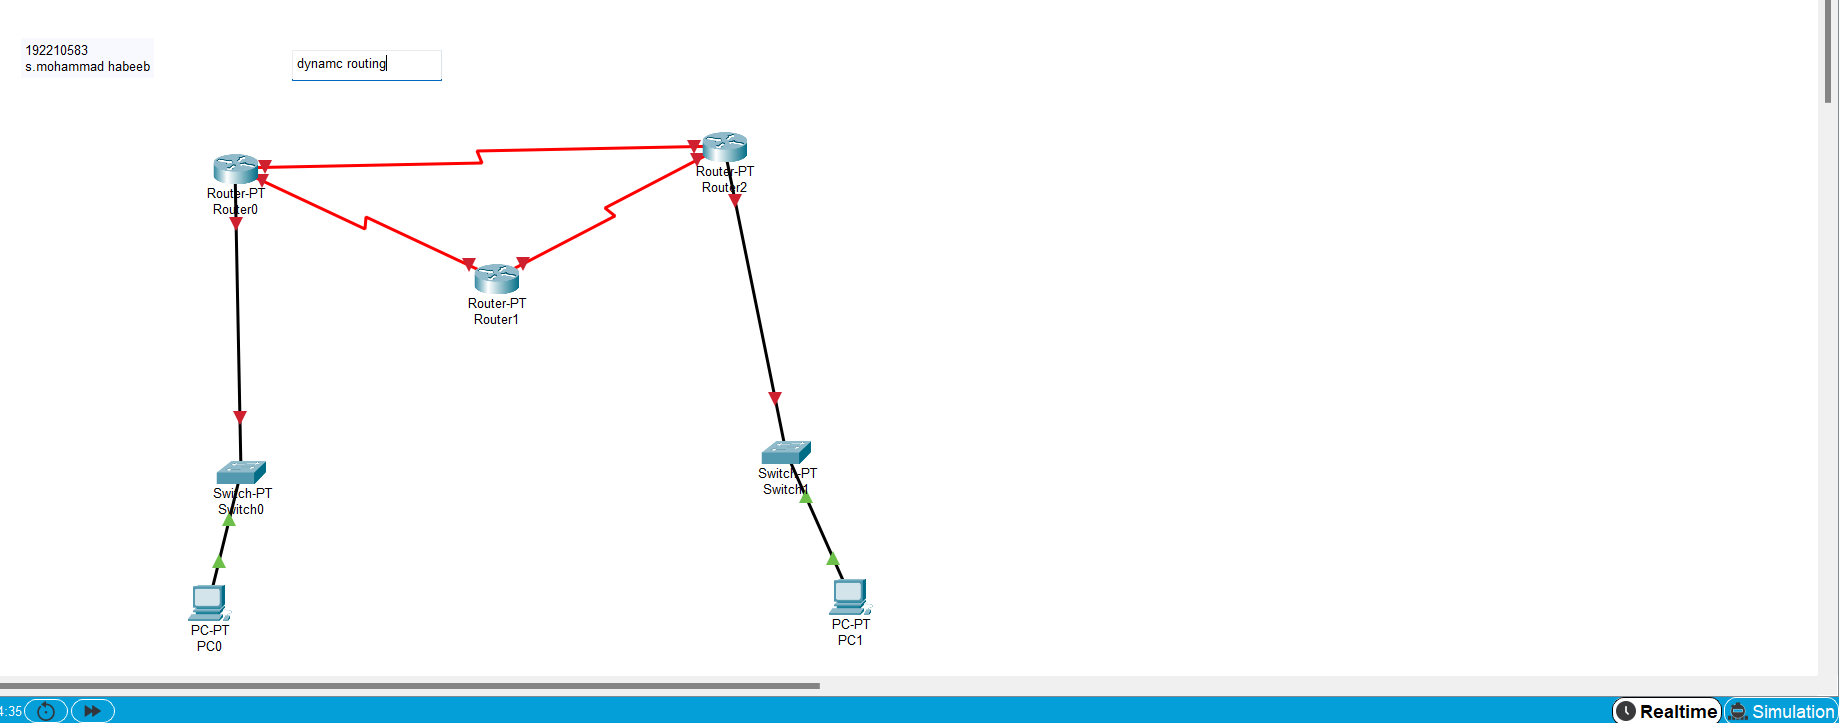 192210583
s.mohammad habeeb
dynamc routing
Router-PT
Router0
Router-PT
Router2
Router-PT
Router1
Switch-PT
Switch0
Switch-PT
Switch1
PC-PT
PC0
PC-PT
PC1
:35
Realtime
Simulation